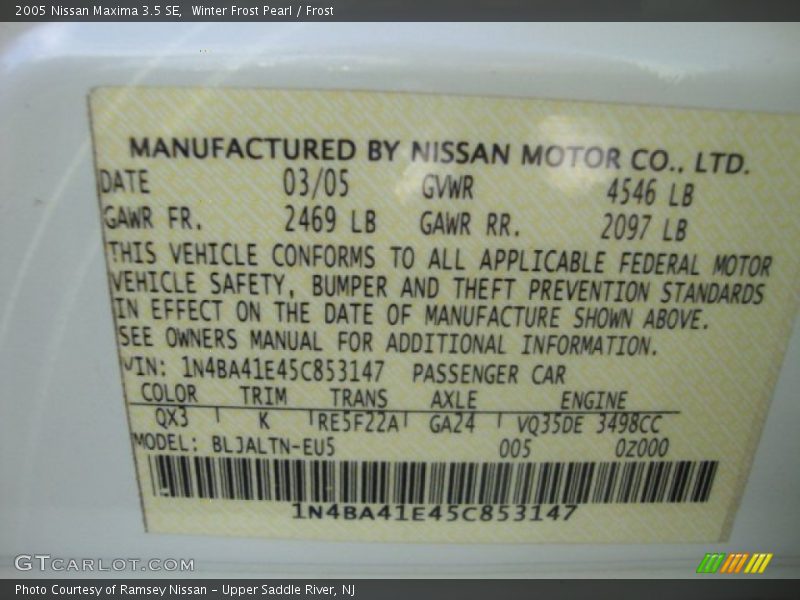 2005 Nissan Maxima 3.5 SE, Winter Frost Pearl / Frost
MANUFACTURED BY NISSAN MOTOR CO., LTD.
DATE 03/05 GVWR 4546 LB
GAWR FR. 2469 LB GAWR RR. 2097 LB
THIS VEHICLE CONFORMS TO ALL APPLICABLE FEDERAL MOTOR
VEHICLE SAFETY, BUMPER AND THEFT PREVENTION STANDARDS
IN EFFECT ON THE DATE OF MANUFACTURE SHOWN ABOVE.
SEE OWNERS MANUAL FOR ADDITIONAL INFORMATION.
VIN: 1N4BA41E45C853147 PASSENGER CAR
COLOR TRIM TRANS AXLE ENGINE
QX3 K RE5F22A GA24 VQ35DE 3498CC
MODEL: BLJALTN-EU5 005 0Z000
1N4BA41E45C853147
GTCARLOT.COM
Photo Courtesy of Ramsey Nissan - Upper Saddle River, NJ